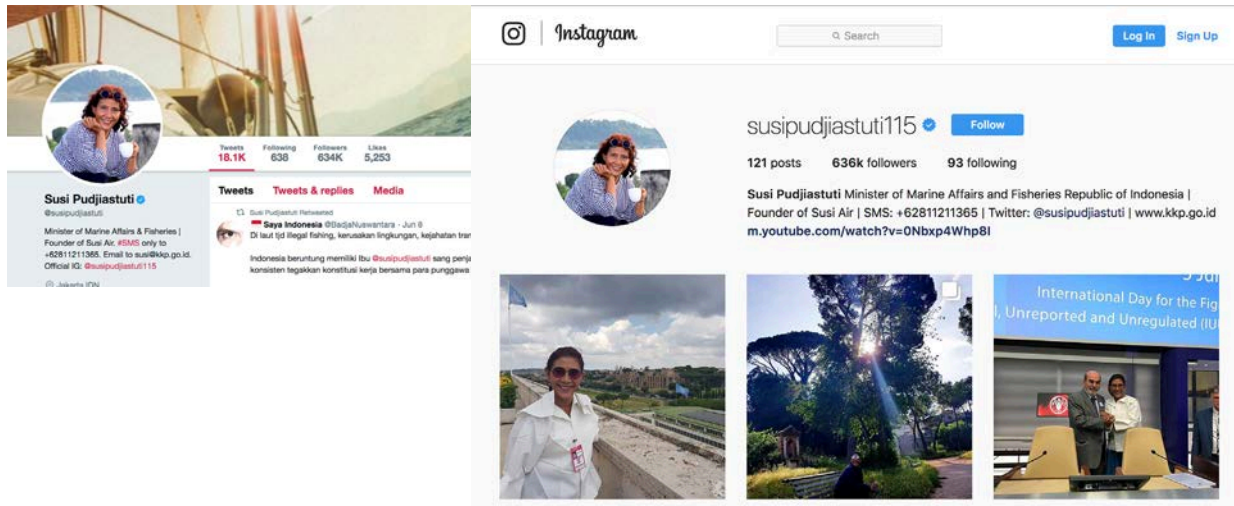 Tweets Following Followers Likes
18.1K 638 634K 5,253
Susi Pudjiastuti
@susipudjiastuti
Minister of Marine Affairs & Fisheries |
Founder of Susi Air, #SMS only to
+62811211365. Email to susi@kkp.go.id.
Official IG: @susipudjiastuti115
Jakarta IDN
Tweets Tweets & replies Media
Susi Pudjiastuti Retweeted
Saya Indonesia @BadjaNuswantara - Jun 8
Di laut tjd illegal fishing, kerusakan lingkungan, kejahatan tran
Indonesia beruntung memiliki Ibu @susipudjiastuti sang penja
konsisten tegakkan konstitusi kerja bersama para punggawa
Instagram
Search
Log In Sign Up
susipudjiastuti115 Follow
121 posts 636k followers 93 following
Susi Pudjiastuti Minister of Marine Affairs and Fisheries Republic of Indonesia |
Founder of Susi Air | SMS: +62811211365 | Twitter: @susipudjiastuti | www.kkp.go.id
m.youtube.com/watch?v=0Nbxp4Whp8I
International Day for the Fig
l, Unreported and Unregulated (IU